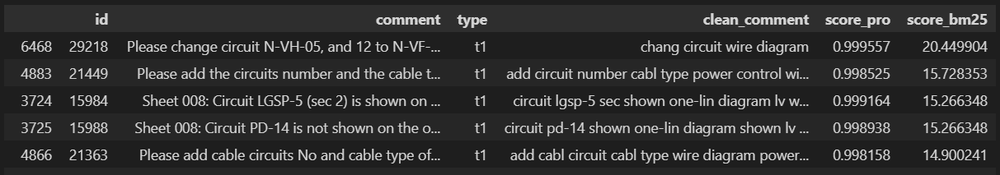 id comment type clean_comment score_pro score_bm25
6468 29218 Please change circuit N-VH-05, and 12 to N-VF-... t1 chang circuit wire diagram 0.999557 20.449904
4883 21449 Please add the circuits number and the cable t... t1 add circuit number cabl type power control wi... 0.998525 15.728353
3724 15984 Sheet 008: Circuit LGSP-5 (sec 2) is shown on ... t1 circuit lgsp-5 sec shown one-lin diagram lv w... 0.999164 15.266348
3725 15988 Sheet 008: Circuit PD-14 is not shown on the o... t1 circuit pd-14 shown one-lin diagram shown lv ... 0.998938 15.266348
4866 21363 Please add cable circuits No and cable type of... t1 add cabl circuit cabl type wire diagram power... 0.998158 14.900241